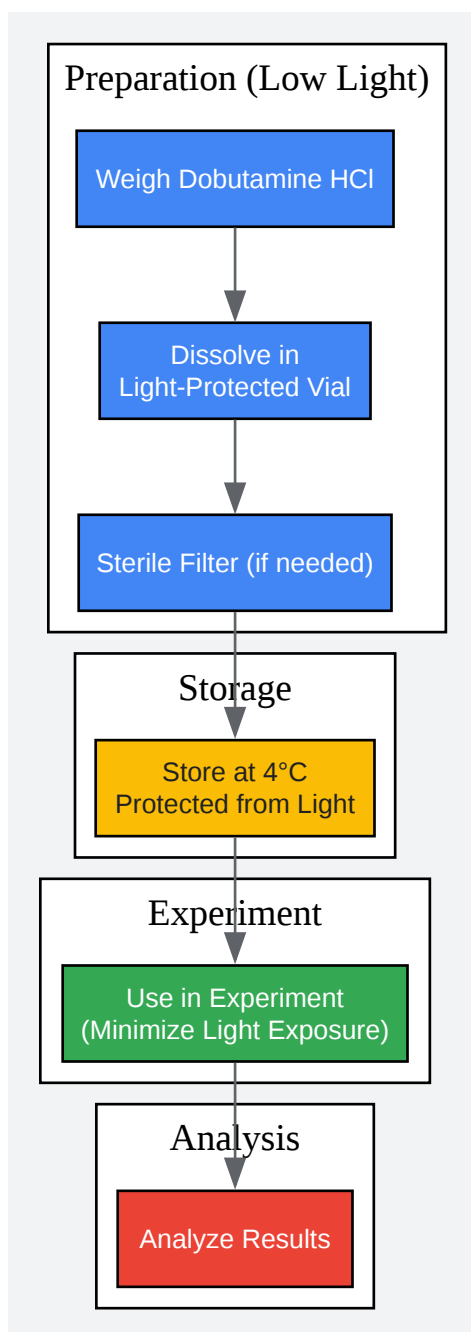 Preparation (Low Light)
Weigh Dobutamine HCl
Dissolve in
Light-Protected Vial
Sterile Filter (if needed)
Storage
Store at 4°C
Protected from Light
Experiment
Use in Experiment
(Minimize Light Exposure)
Analysis
Analyze Results